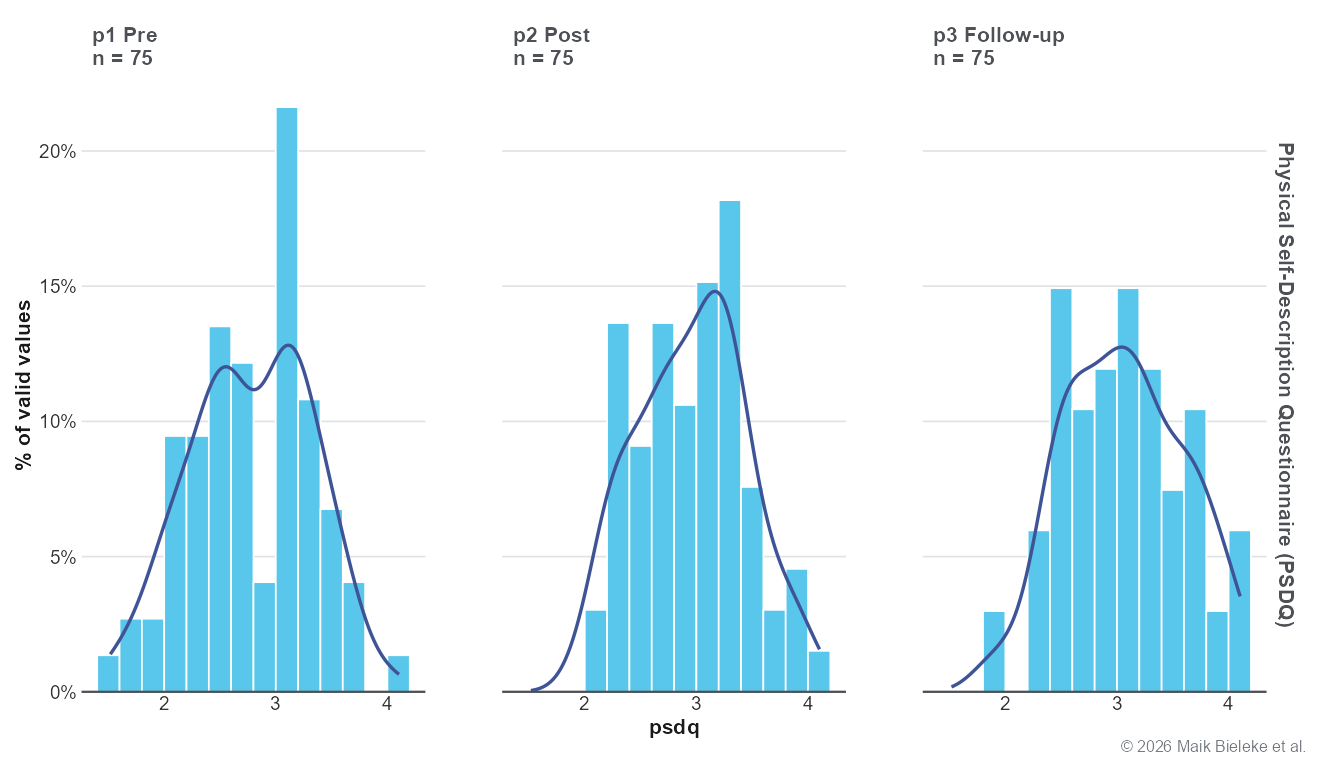 p1 Pre
n = 75
p2 Post
n = 75
p3 Follow-up
n = 75
% of valid values
20%
15%
10%
5%
0%
2
3
4
2
3
4
2
3
4
psdq
Physical Self-Description Questionnaire (PSDQ)
© 2026 Maik Bieleke et al.